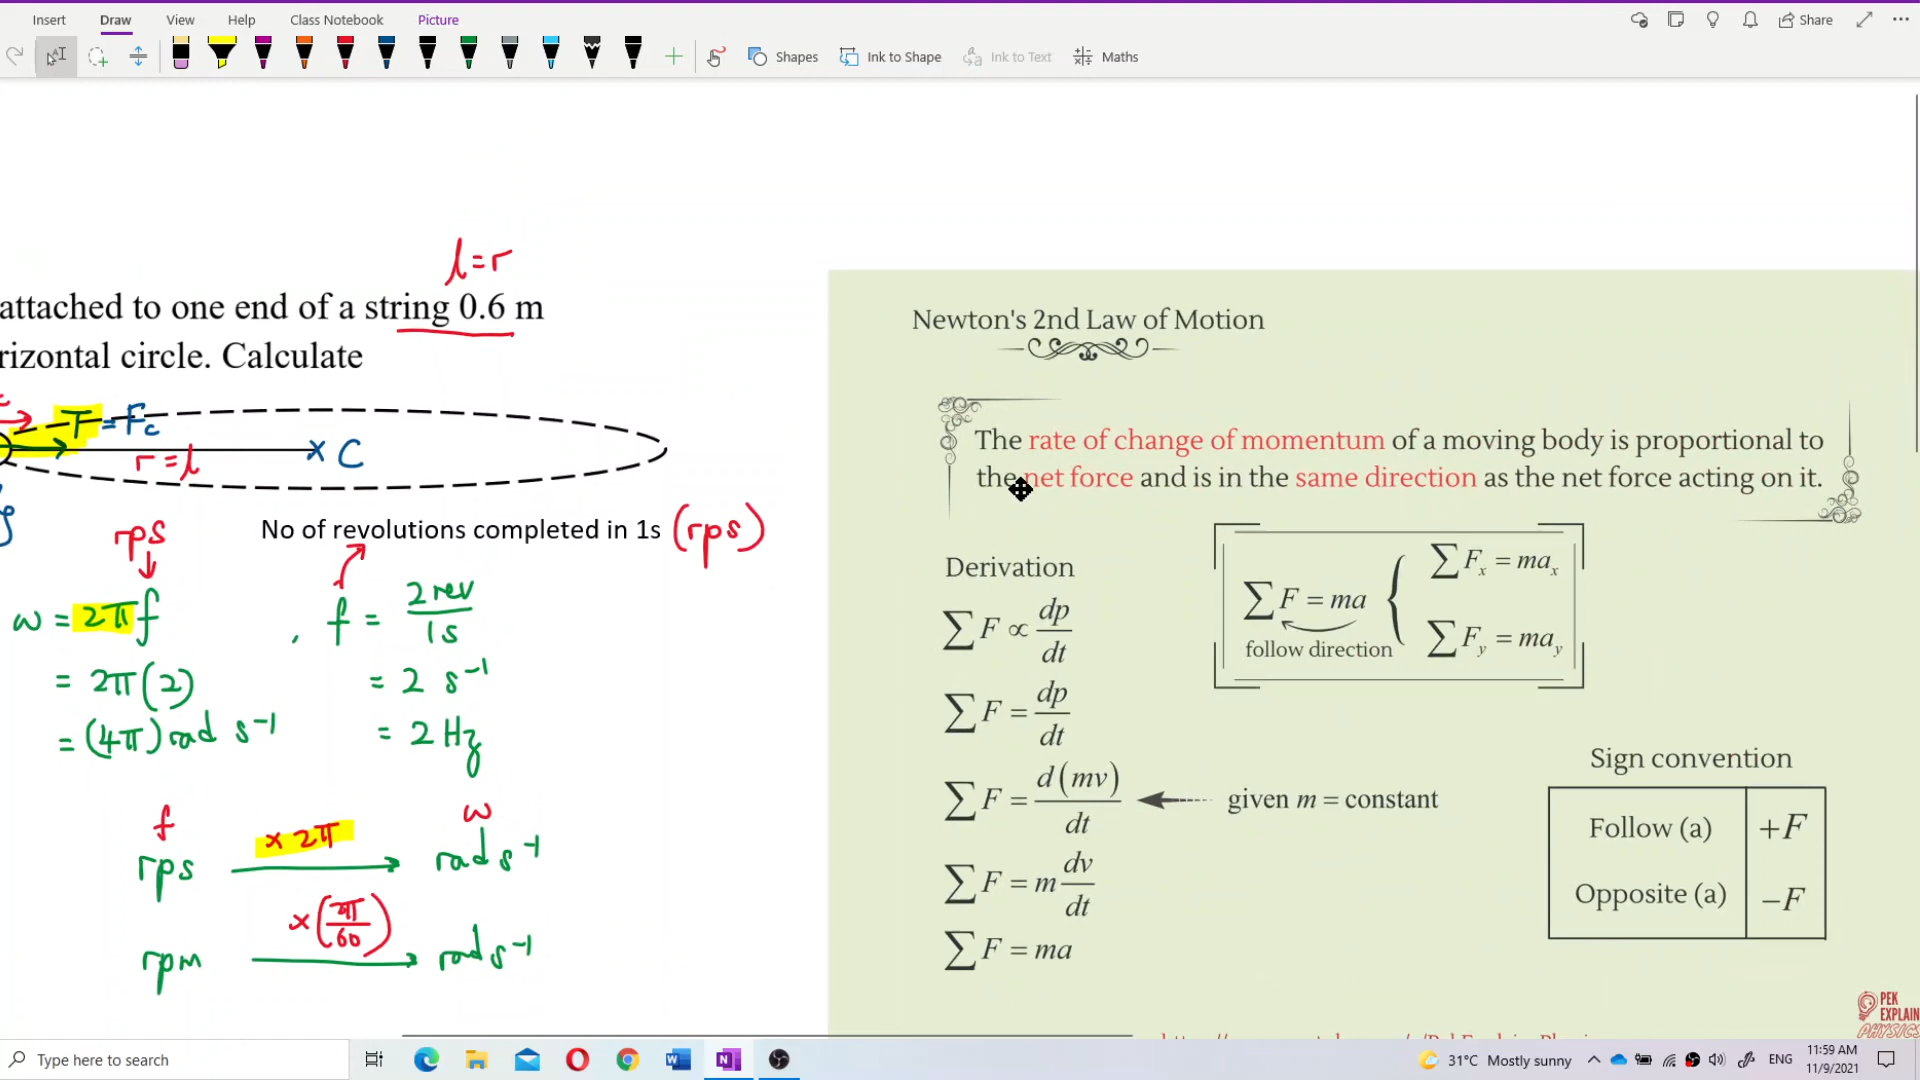 Insert Draw View Help Class Notebook Picture
Share
Shapes Ink to Shape Ink to Text Maths
l = r
attached to one end of a string 0.6 m
rizontal circle. Calculate
T = Fc
r = l
C
No of revolutions completed in 1s (rps)
rps
ω = 2πf , f = 2 rev / 1s
= 2π(2) = 2 s⁻¹
= (4π) rad s⁻¹ = 2 Hz
f ω
rps × 2π rad s⁻¹
rpm ×(2π/60) rad s⁻¹
Newton's 2nd Law of Motion
The rate of change of momentum of a moving body is proportional to
the net force and is in the same direction as the net force acting on it.
Derivation
∑F ∝ dp/dt
∑F = dp/dt
∑F = d(mv)/dt given m = constant
∑F = m dv/dt
∑F = ma
∑F = ma
follow direction
∑Fx = max
∑Fy = may
Sign convention
Follow (a) +F
Opposite (a) −F
PEK
EXPLAIN
PHYSICS
Type here to search
31°C Mostly sunny
ENG
11:59 AM
11/9/2021